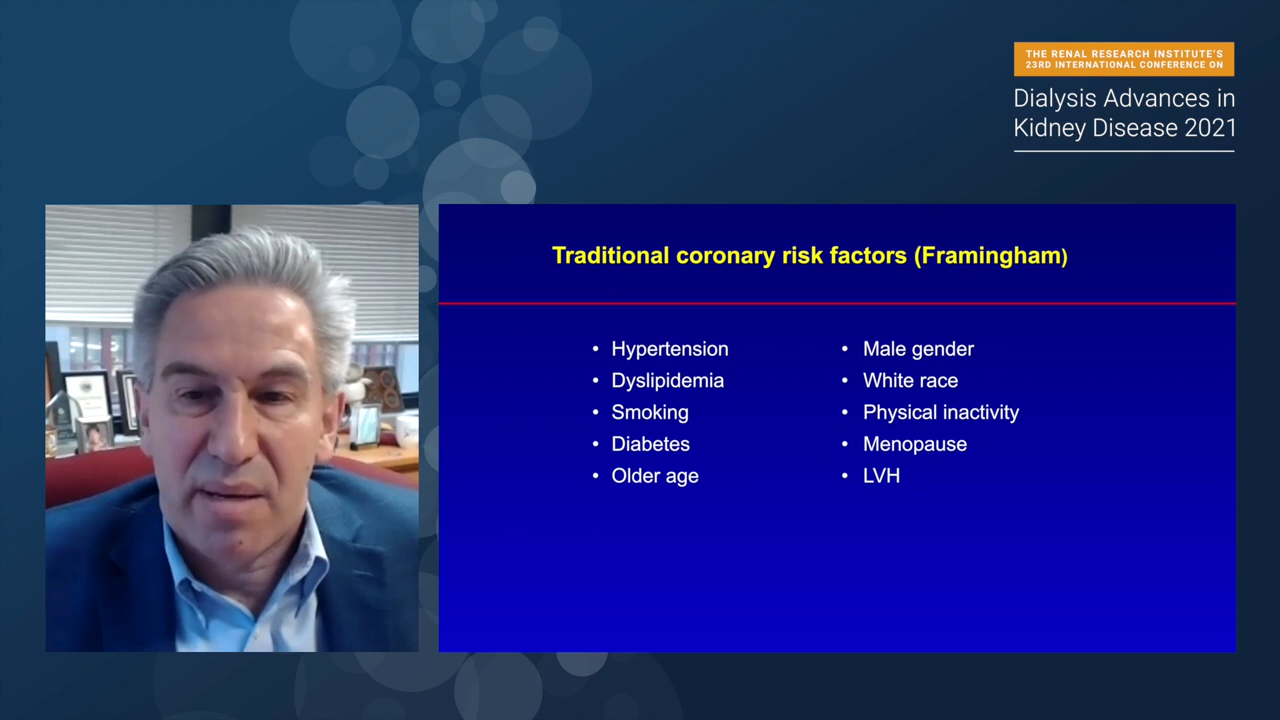 THE RENAL RESEARCH INSTITUTE'S
23RD INTERNATIONAL CONFERENCE ON
Dialysis Advances in
Kidney Disease 2021
Traditional coronary risk factors (Framingham)
• Hypertension
• Dyslipidemia
• Smoking
• Diabetes
• Older age
• Male gender
• White race
• Physical inactivity
• Menopause
• LVH